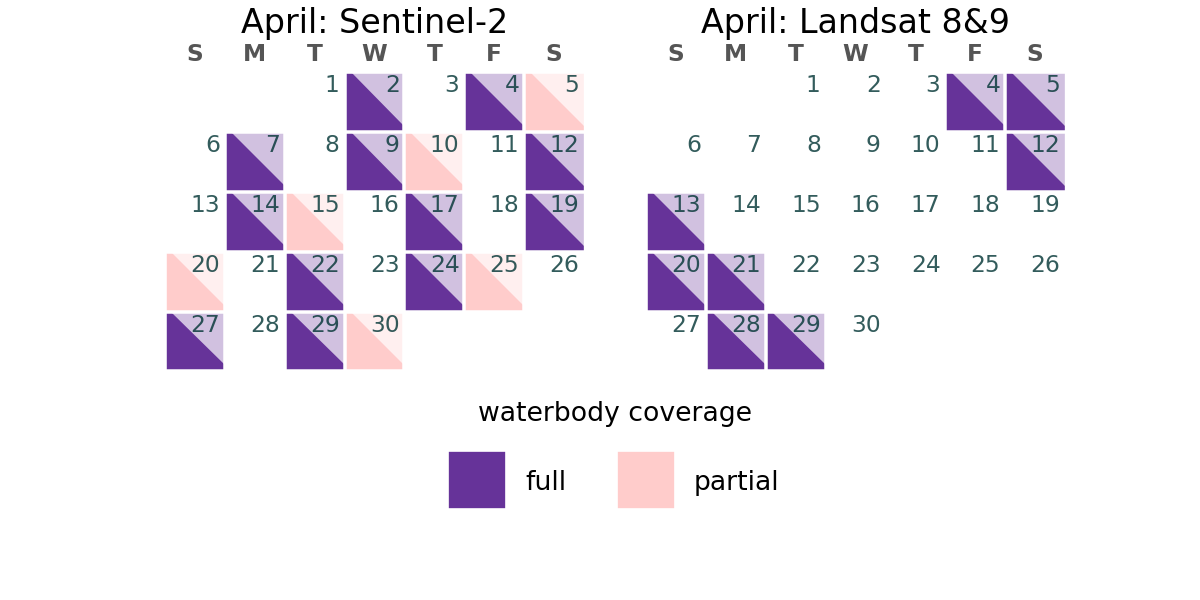 April: Sentinel-2
S M T W T F S
1 2 3 4 5
6 7 8 9 10 11 12
13 14 15 16 17 18 19
20 21 22 23 24 25 26
27 28 29 30
April: Landsat 8&9
S M T W T F S
1 2 3 4 5
6 7 8 9 10 11 12
13 14 15 16 17 18 19
20 21 22 23 24 25 26
27 28 29 30
waterbody coverage
full partial